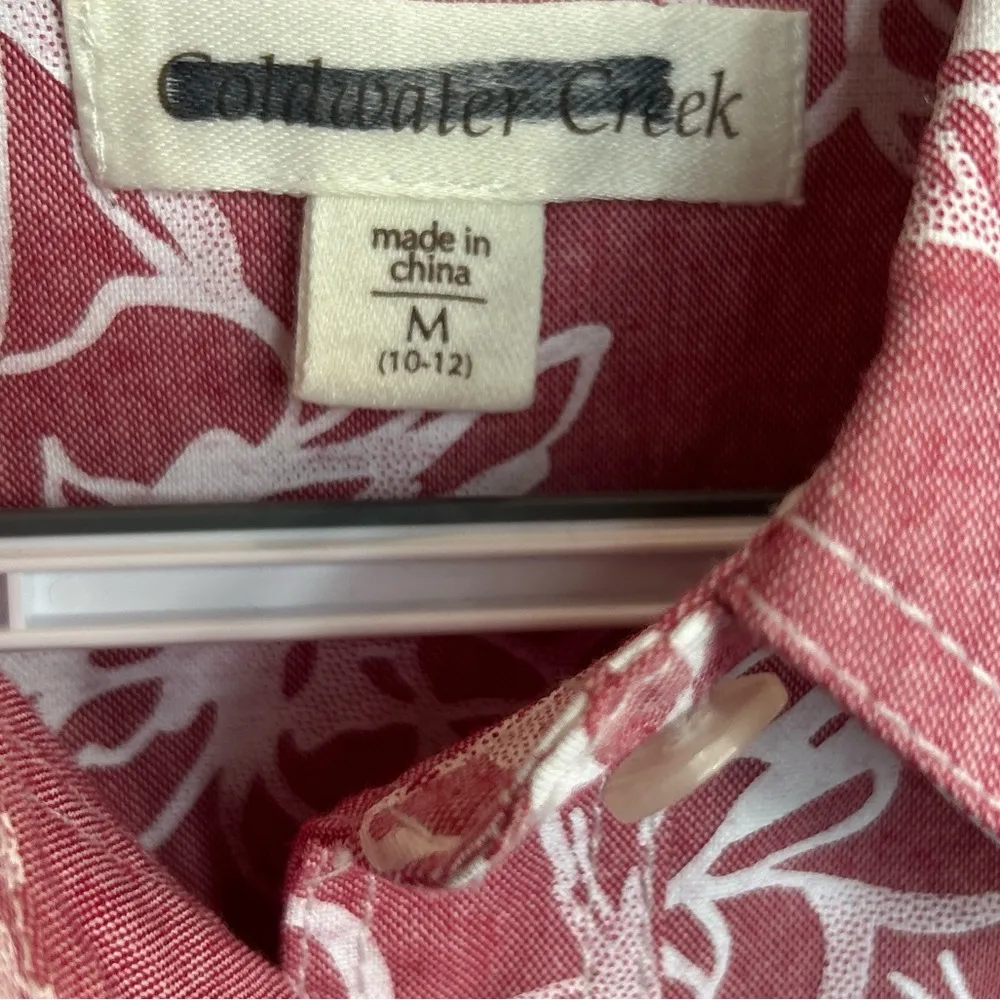 Coldwater Creek
made in
china
M
(10-12)